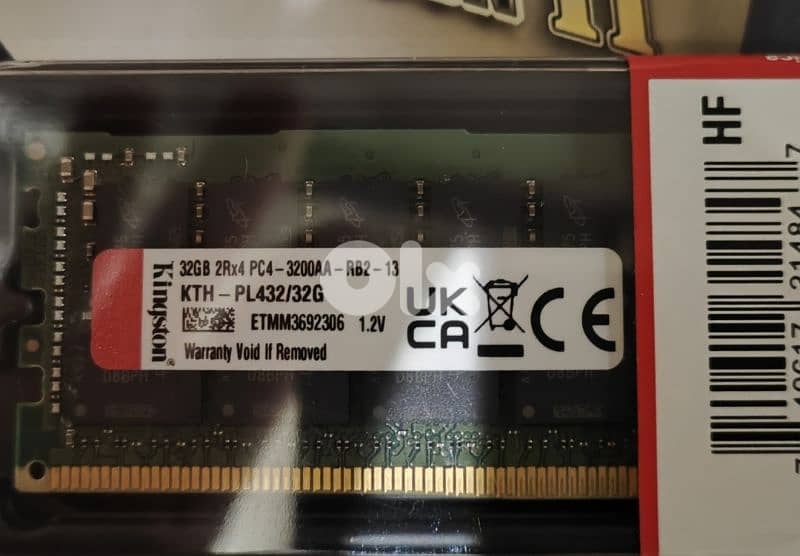 32GB 2Rx4 PC4-3200AA-RB2-13
KTH-PL432/32G
ETMM3692306 1.2V
Warranty Void If Removed
Kingston
UK
CA
CE
olx
HF